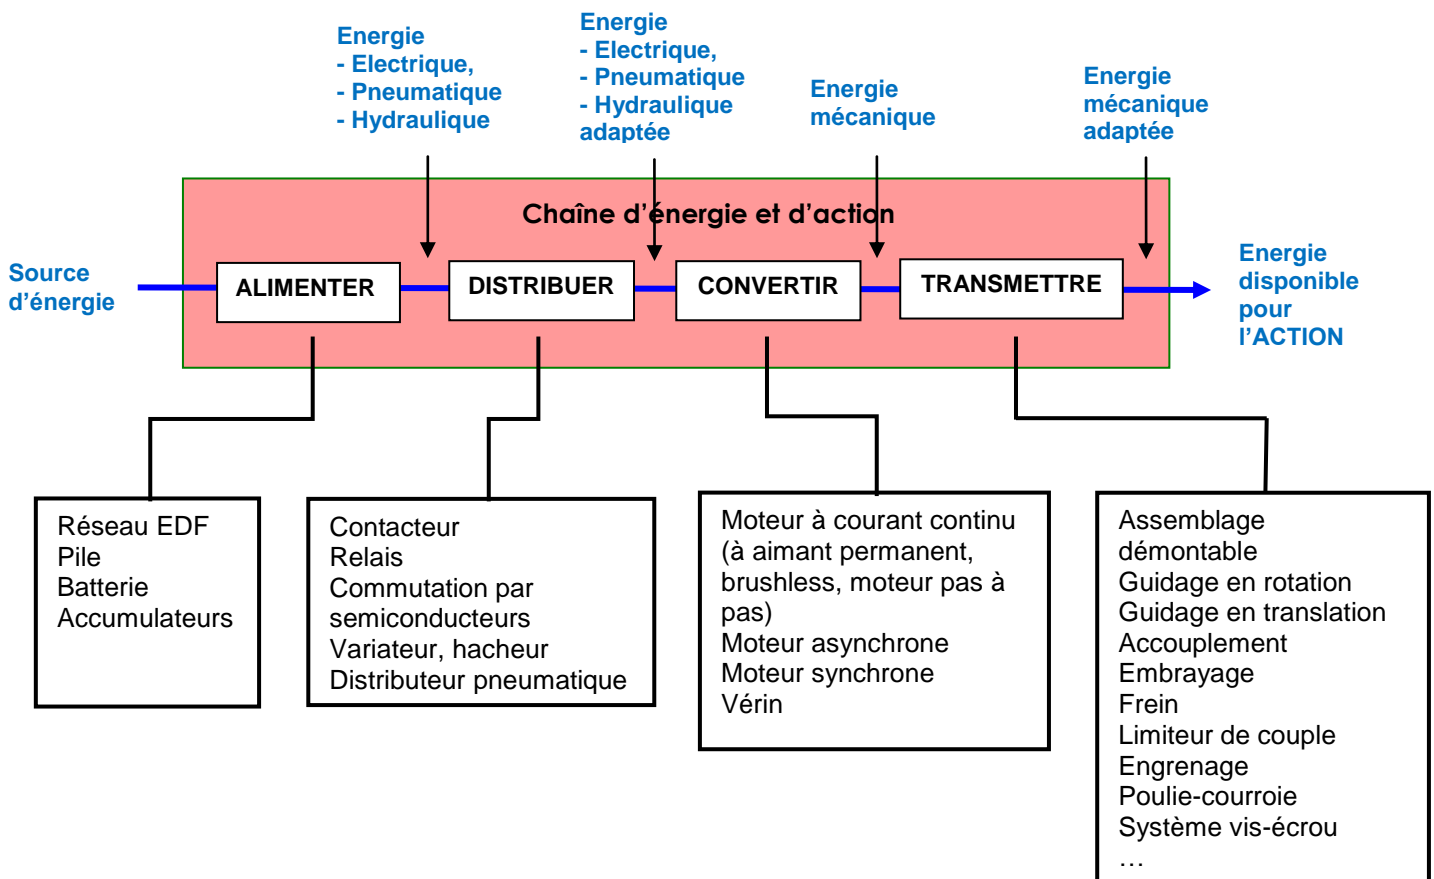 Energie
- Electrique,
- Pneumatique
- Hydraulique
Energie
- Electrique,
- Pneumatique
- Hydraulique
adaptée
Energie
mécanique
Energie
mécanique
adaptée
Chaîne d’énergie et d’action
Source
d’énergie
ALIMENTER
DISTRIBUER
CONVERTIR
TRANSMETTRE
Energie
disponible
pour
l’ACTION
Réseau EDF
Pile
Batterie
Accumulateurs
Contacteur
Relais
Commutation par
semiconducteurs
Variateur, hacheur
Distributeur pneumatique
Moteur à courant continu
(à aimant permanent,
brushless, moteur pas à
pas)
Moteur asynchrone
Moteur synchrone
Vérin
Assemblage
démontable
Guidage en rotation
Guidage en translation
Accouplement
Embrayage
Frein
Limiteur de couple
Engrenage
Poulie-courroie
Système vis-écrou
…